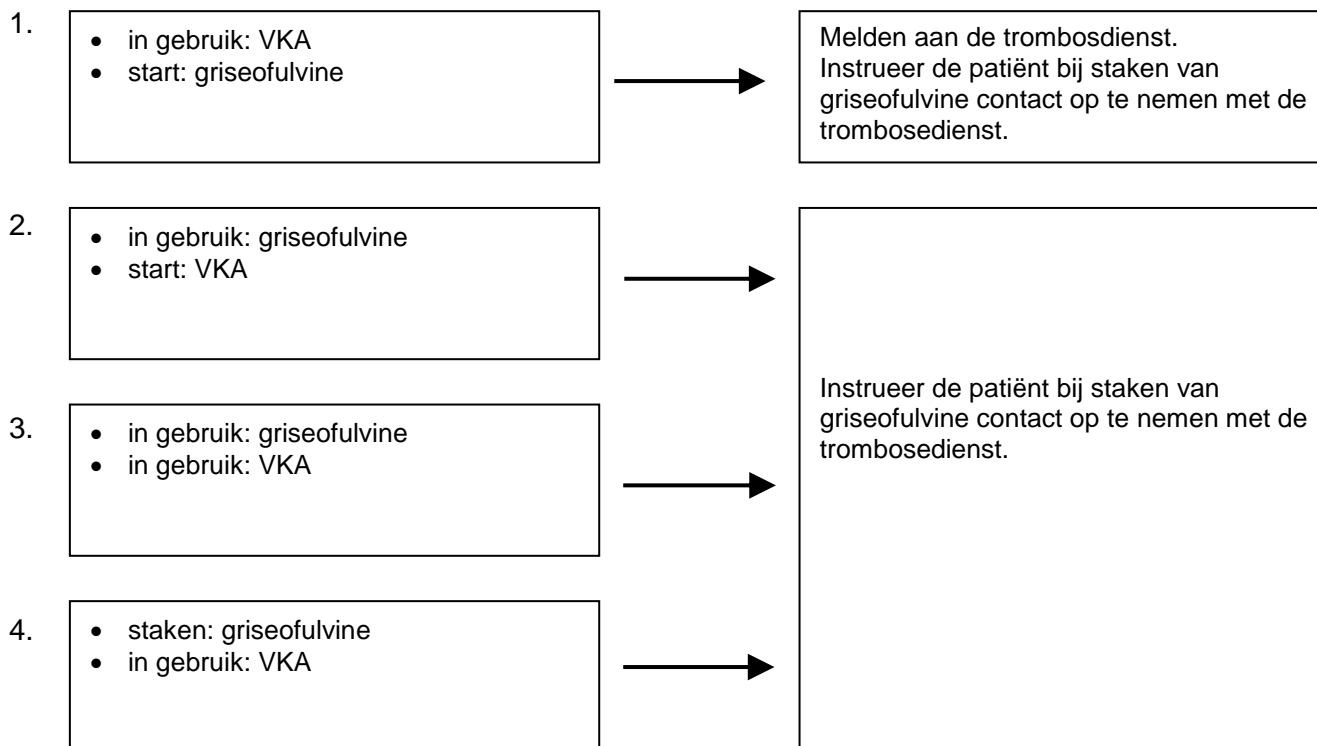 1.
• in gebruik: VKA
• start: griseofulvine
Melden aan de trombosdienst.
Instrueer de patiënt bij staken van
griseofulvine contact op te nemen met de
trombosedienst.
2.
• in gebruik: griseofulvine
• start: VKA
3.
• in gebruik: griseofulvine
• in gebruik: VKA
4.
• staken: griseofulvine
• in gebruik: VKA
Instrueer de patiënt bij staken van
griseofulvine contact op te nemen met de
trombosedienst.